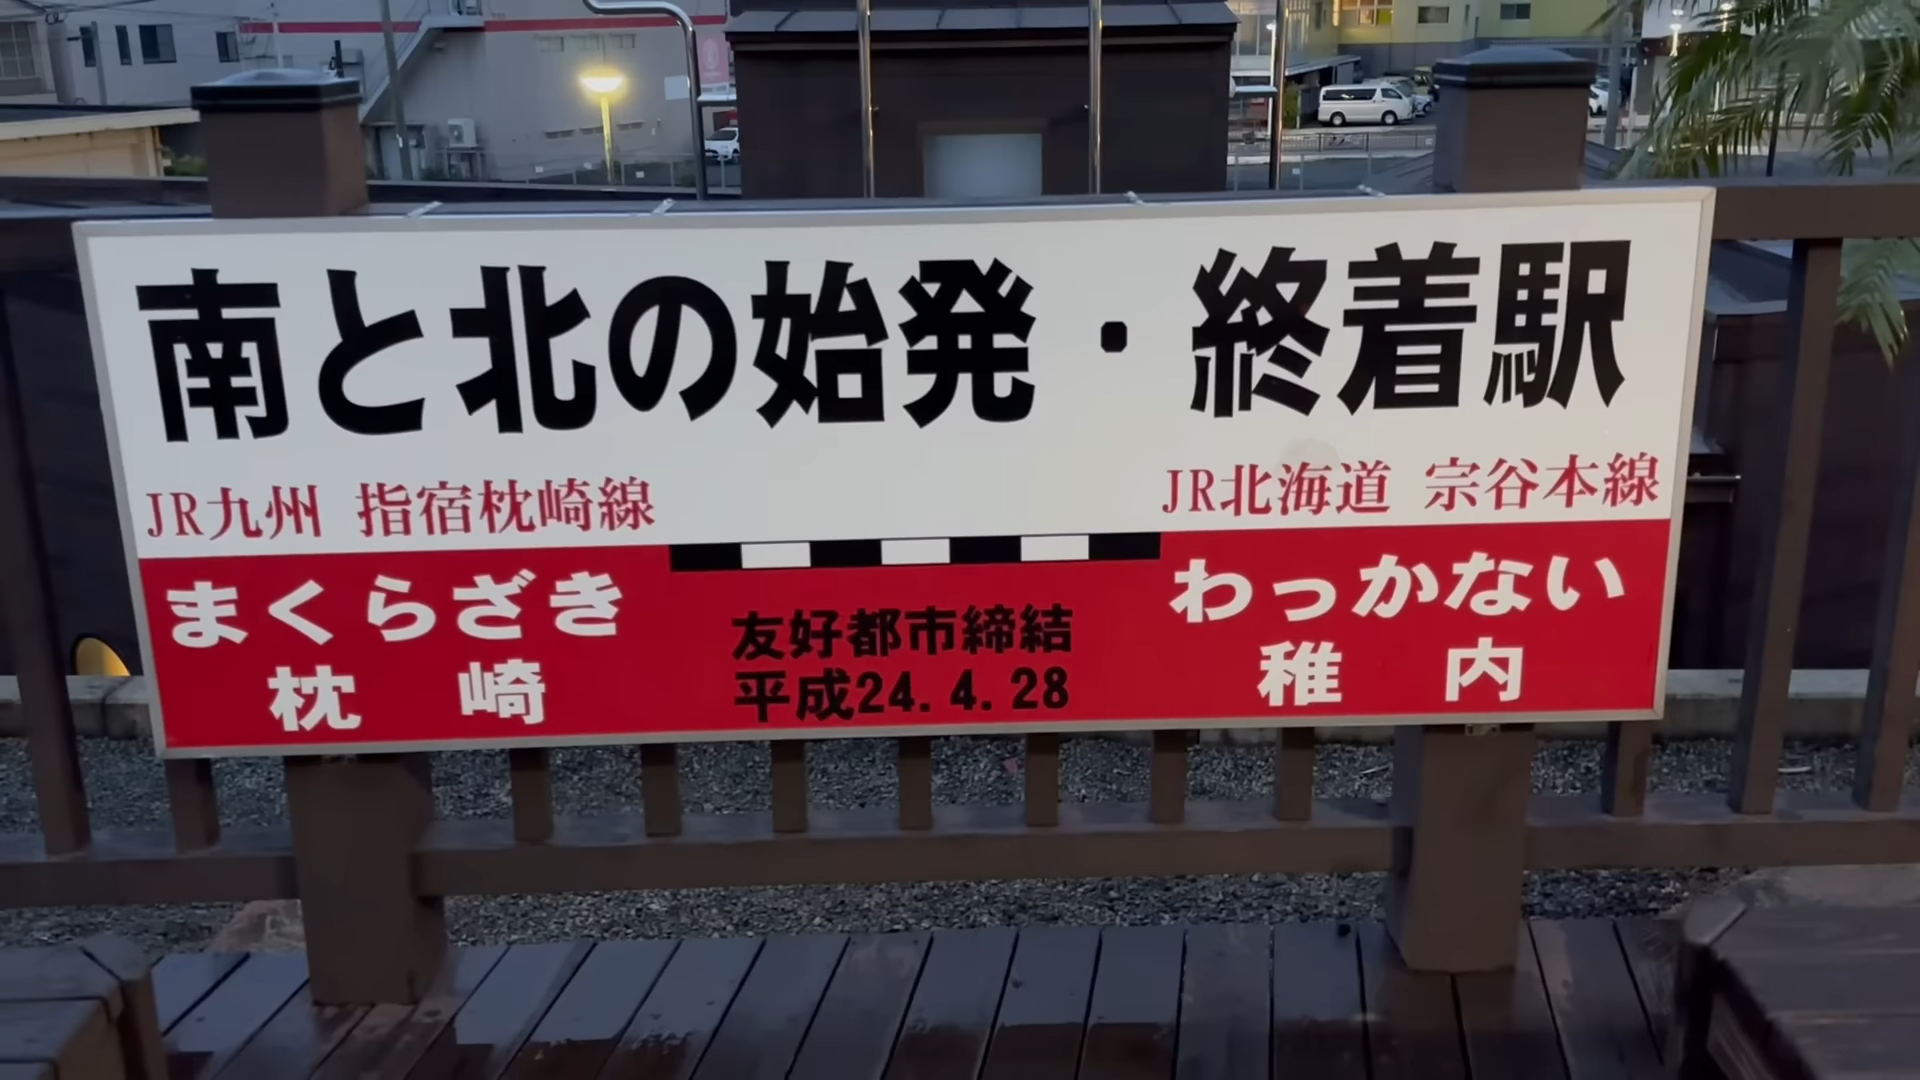 南と北の始発・終着駅
JR九州 指宿枕崎線
JR北海道 宗谷本線
まくらざき
枕 崎
友好都市締結
平成24.4.28
わっかない
稚 内